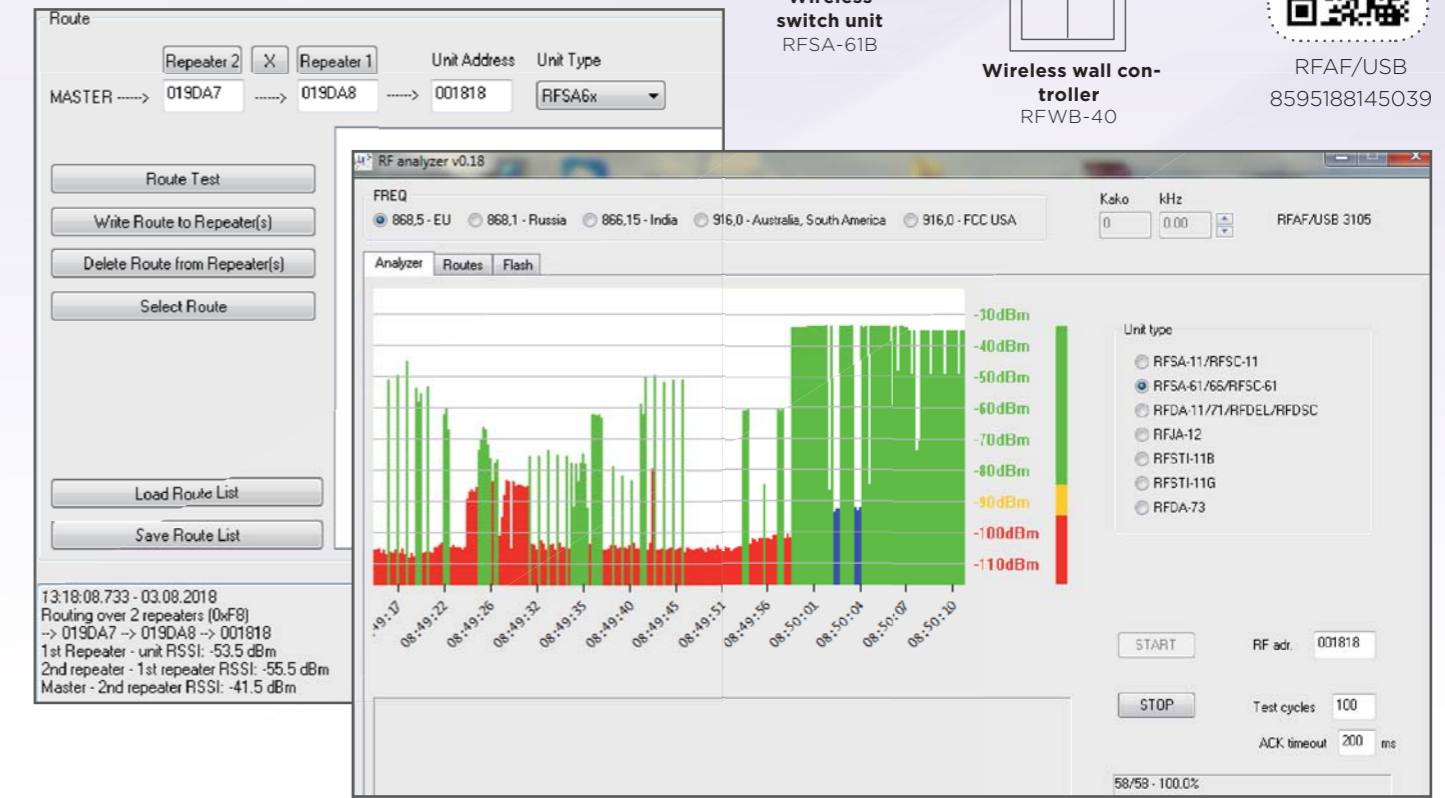 Route
Repeater 2 X Repeater 1 Unit Address Unit Type
MASTER -----> 019DA7 ----> 019DA8 ----> 001818 RFSA6x
Route Test
Write Route to Repeater(s)
Delete Route from Repeater(s)
Select Route
Load Route List
Save Route List
13:18:08.733 - 03.08.2018
Routing over 2 repeaters (0xF8)
--> 019DA7 --> 019DA8 --> 001818
1st Repeater - unit RSSI: -53.5 dBm
2nd repeater - 1st repeater RSSI: -55.5 dBm
Master - 2nd repeater RSSI: -41.5 dBm
Wireless
switch unit
RFSA-61B
Wireless wall con-
troller
RFWB-40
RFAF/USB
8595188145039
RF analyzer v0.18
FREQ
868,5 - EU 868,1 - Russia 866,15 - India 916,0 - Australia, South America 916,0 - FCC USA
Kako kHz
0 0.00 RFAF/USB 3105
Analyzer Routes Flash
-30dBm
-40dBm
-50dBm
-60dBm
-70dBm
-80dBm
-90dBm
-100dBm
-110dBm
:49:17 08:49:22 08:49:26 08:49:32 08:49:35 08:49:40 08:49:45 08:49:51 08:49:56 08:50:01 08:50:04 08:50:07 08:50:10
Unit type
RFSA-11/RFSC-11
RFSA-61/66/RFSC-61
RFDA-11/71/RFDEL/RFDSC
RFJA-12
RFSTI-11B
RFSTI-11G
RFDA-73
START RF adr. 001818
STOP Test cycles 100
ACK timeout 200 ms
58/58 - 100.0%